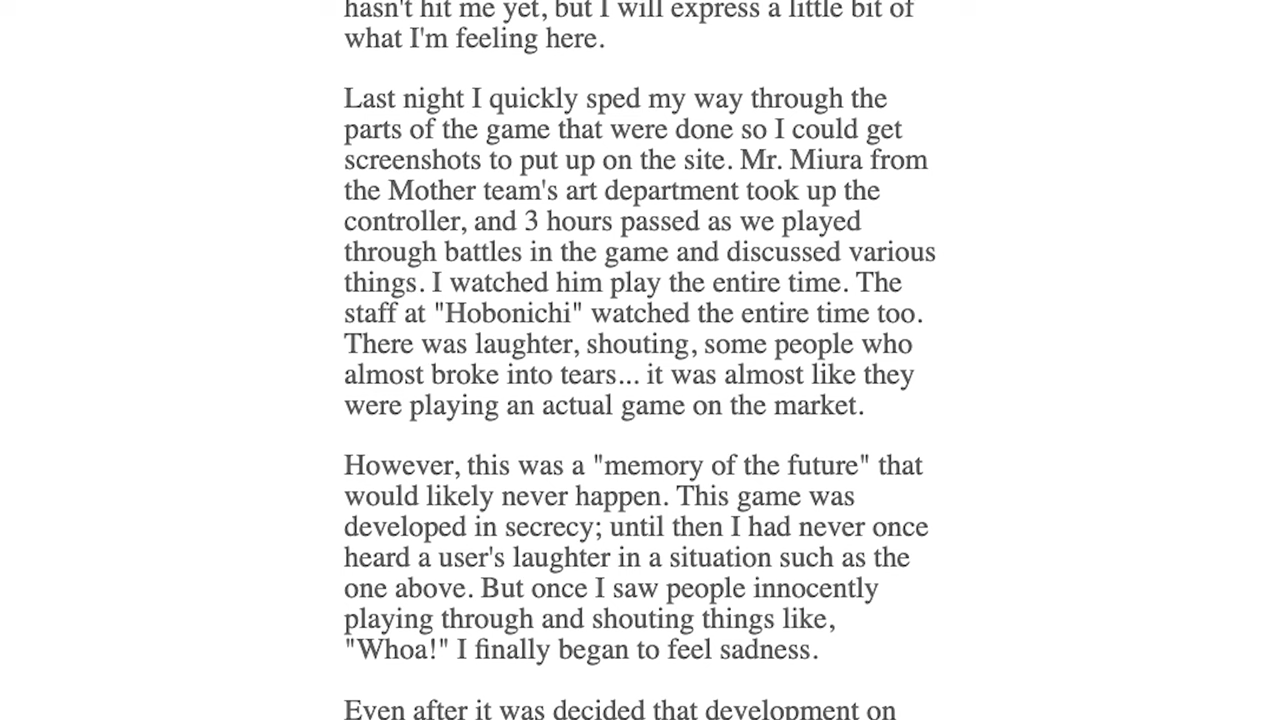 hasn't hit me yet, but I will express a little bit of
what I'm feeling here.
Last night I quickly sped my way through the
parts of the game that were done so I could get
screenshots to put up on the site. Mr. Miura from
the Mother team's art department took up the
controller, and 3 hours passed as we played
through battles in the game and discussed various
things. I watched him play the entire time. The
staff at "Hobonichi" watched the entire time too.
There was laughter, shouting, some people who
almost broke into tears... it was almost like they
were playing an actual game on the market.
However, this was a "memory of the future" that
would likely never happen. This game was
developed in secrecy; until then I had never once
heard a user's laughter in a situation such as the
one above. But once I saw people innocently
playing through and shouting things like,
"Whoa!" I finally began to feel sadness.
Even after it was decided that development on